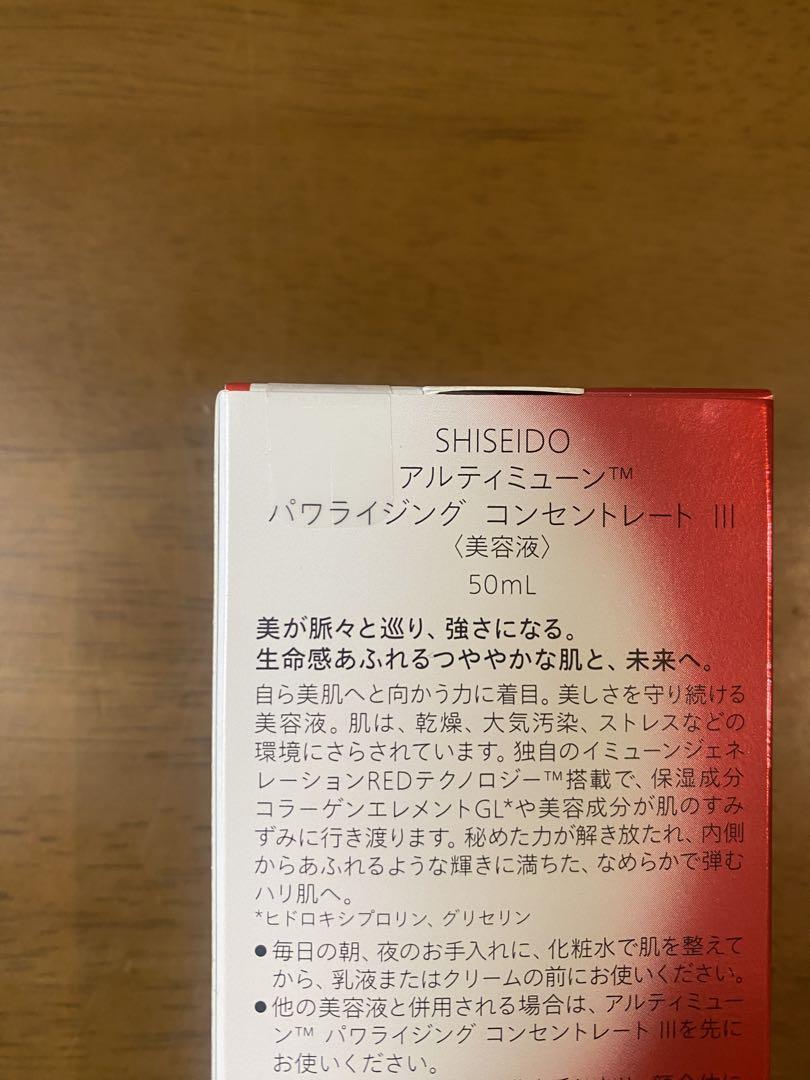 SHISEIDO
アルティミューン™
パワライジング コンセントレート III
〈美容液〉
50mL
美が脈々と巡り、強さになる。
生命感あふれるつややかな肌と、未来へ。
自ら美肌へと向かう力に着目。美しさを守り続ける
美容液。肌は、乾燥、大気汚染、ストレスなどの
環境にさらされています。独自のイミューンジェネ
レーションREDテクノロジー™搭載で、保湿成分
コラーゲンエレメントGL*や美容成分が肌のすみ
ずみに行き渡ります。秘めた力が解き放たれ、内側
からあふれるような輝きに満ちた、なめらかで弾む
ハリ肌へ。
*ヒドロキシプロリン、グリセリン
●毎日の朝、夜のお手入れに、化粧水で肌を整えて
から、乳液またはクリームの前にお使いください。
●他の美容液と併用される場合は、アルティミュー
ン™ パワライジング コンセントレート IIIを先に
お使いください。